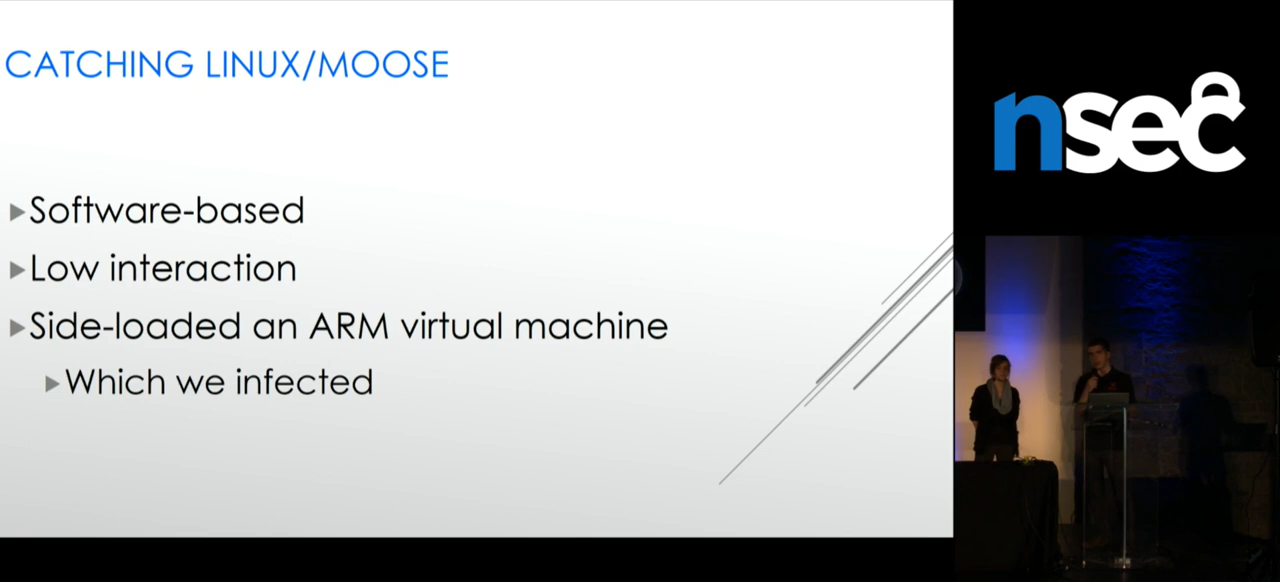 CATCHING LINUX/MOOSE
Software-based
Low interaction
Side-loaded an ARM virtual machine
Which we infected
nsec